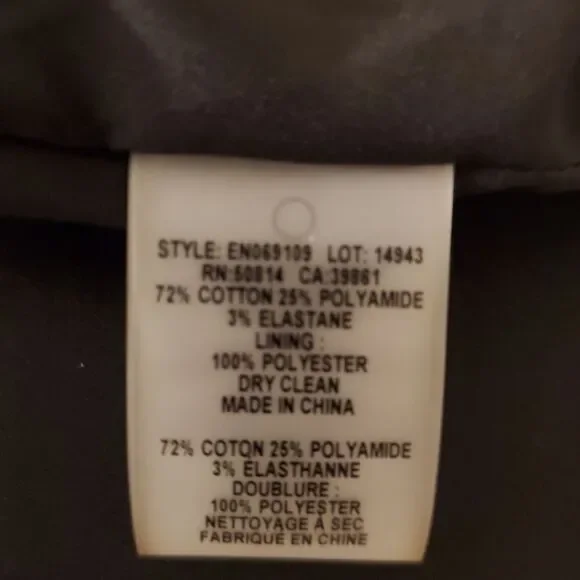 STYLE: EN069109 LOT: 14943
RN:50814 CA:39861
72% COTTON 25% POLYAMIDE
3% ELASTANE
LINING :
100% POLYESTER
DRY CLEAN
MADE IN CHINA
72% COTON 25% POLYAMIDE
3% ELASTHANNE
DOUBLURE :
100% POLYESTER
NETTOYAGE À SEC
FABRIQUÉ EN CHINE